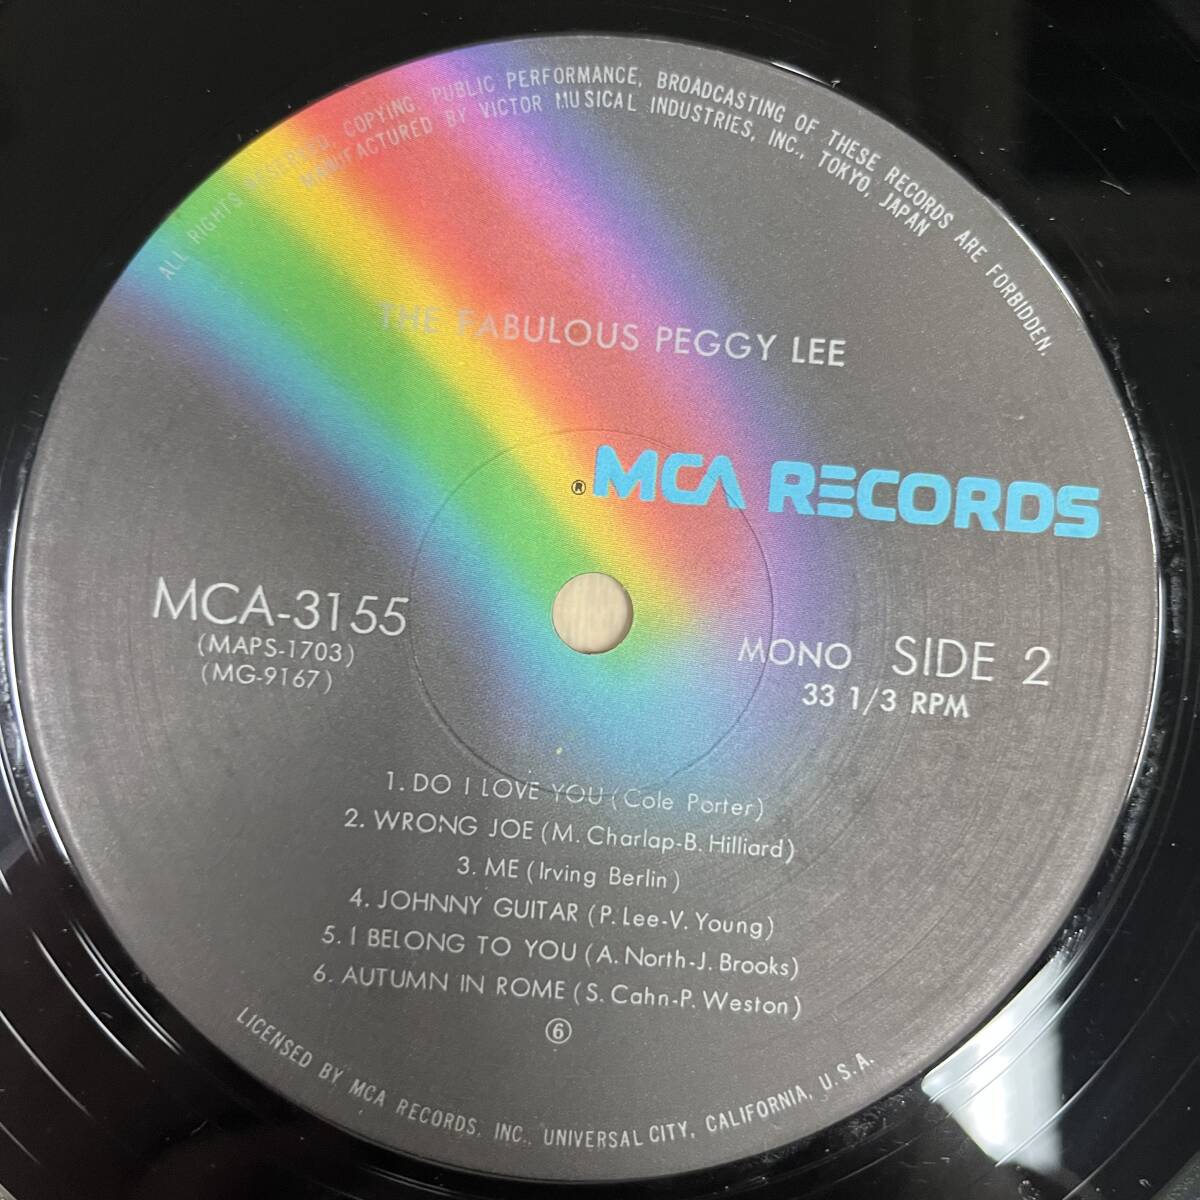 ALL RIGHTS RESERVED, COPYING, PUBLIC PERFORMANCE, BROADCASTING OF THESE RECORDS ARE FORBIDDEN.
MANUFACTURED BY VICTOR MUSICAL INDUSTRIES, INC., TOKYO, JAPAN
THE FABULOUS PEGGY LEE
® MCA RECORDS
MCA-3155
(MAPS-1703)
(MG-9167)
MONO SIDE 2
33 1/3 RPM
1. DO I LOVE YOU (Cole Porter)
2. WRONG JOE (M. Charlap-B. Hilliard)
3. ME (Irving Berlin)
4. JOHNNY GUITAR (P. Lee-V. Young)
5. I BELONG TO YOU (A. North-J. Brooks)
6. AUTUMN IN ROME (S. Cahn-P. Weston)
⑥
LICENSED BY MCA RECORDS, INC., UNIVERSAL CITY, CALIFORNIA, U.S.A.